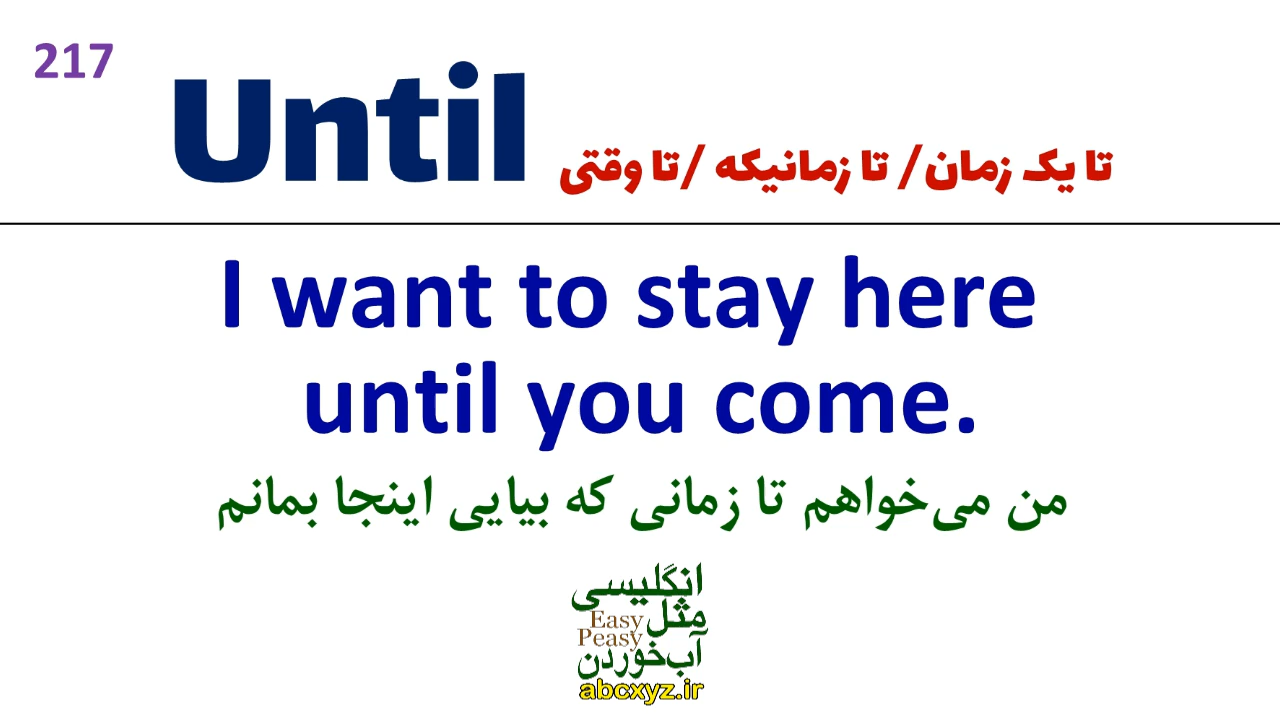 217
Until تا یک زمان/ تا زمانیکه /تا وقتی
I want to stay here
until you come.
من می‌خواهم تا زمانی که بیایی اینجا بمانم
انگلیسی
مثل Easy
Peasy
آب‌خوردن
abcxyz.ir